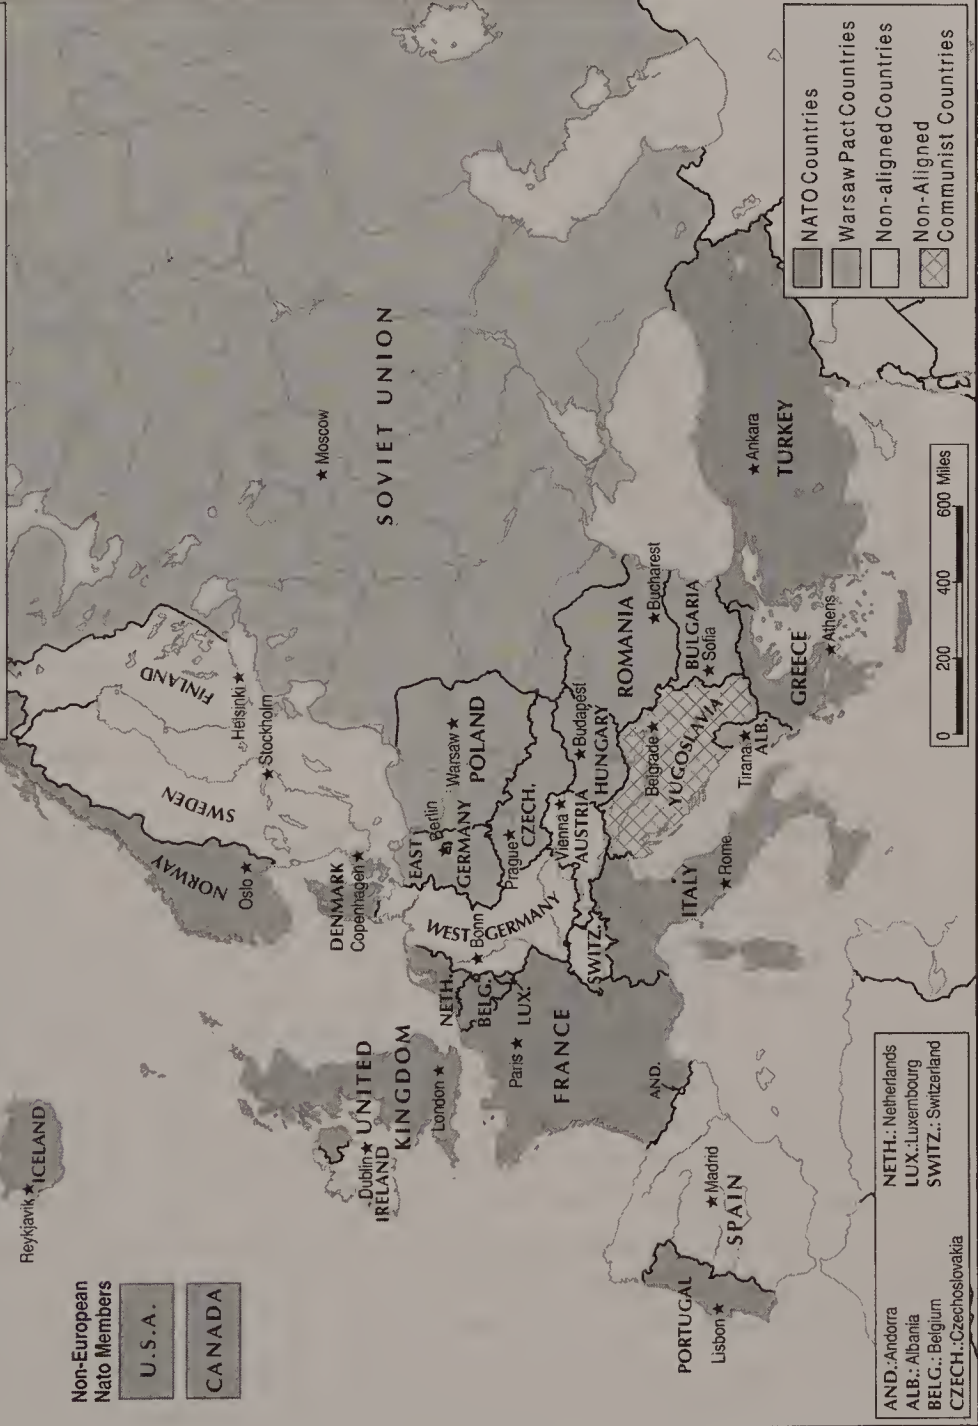 Non-European
Nato Members
U.S.A.
CANADA
Reykjavik
ICELAND
NORWAY
Oslo
SWEDEN
Stockholm
FINLAND
Helsinki
DENMARK
Copenhagen
Dublin
IRELAND
UNITED
KINGDOM
London
NETH.
BELG.
LUX.
Paris
FRANCE
AND.
WEST GERMANY
Bonn
EAST
GERMANY
Berlin
Warsaw
POLAND
Prague
CZECH.
Vienna
AUSTRIA
SWITZ.
Budapest
HUNGARY
ROMANIA
Bucharest
BULGARIA
Sofia
Belgrade
YUGOSLAVIA
Tirana
ALB.
ITALY
Rome
GREECE
Athens
Ankara
TURKEY
Moscow
SOVIET UNION
PORTUGAL
Lisbon
Madrid
SPAIN
AND.:Andorra
ALB.: Albania
BELG.: Belgium
CZECH.:Czechoslovakia
NETH.: Netherlands
LUX.:Luxembourg
SWITZ.: Switzerland
0 200 400 600 Miles
NATO Countries
Warsaw Pact Countries
Non-aligned Countries
Non-Aligned
Communist Countries